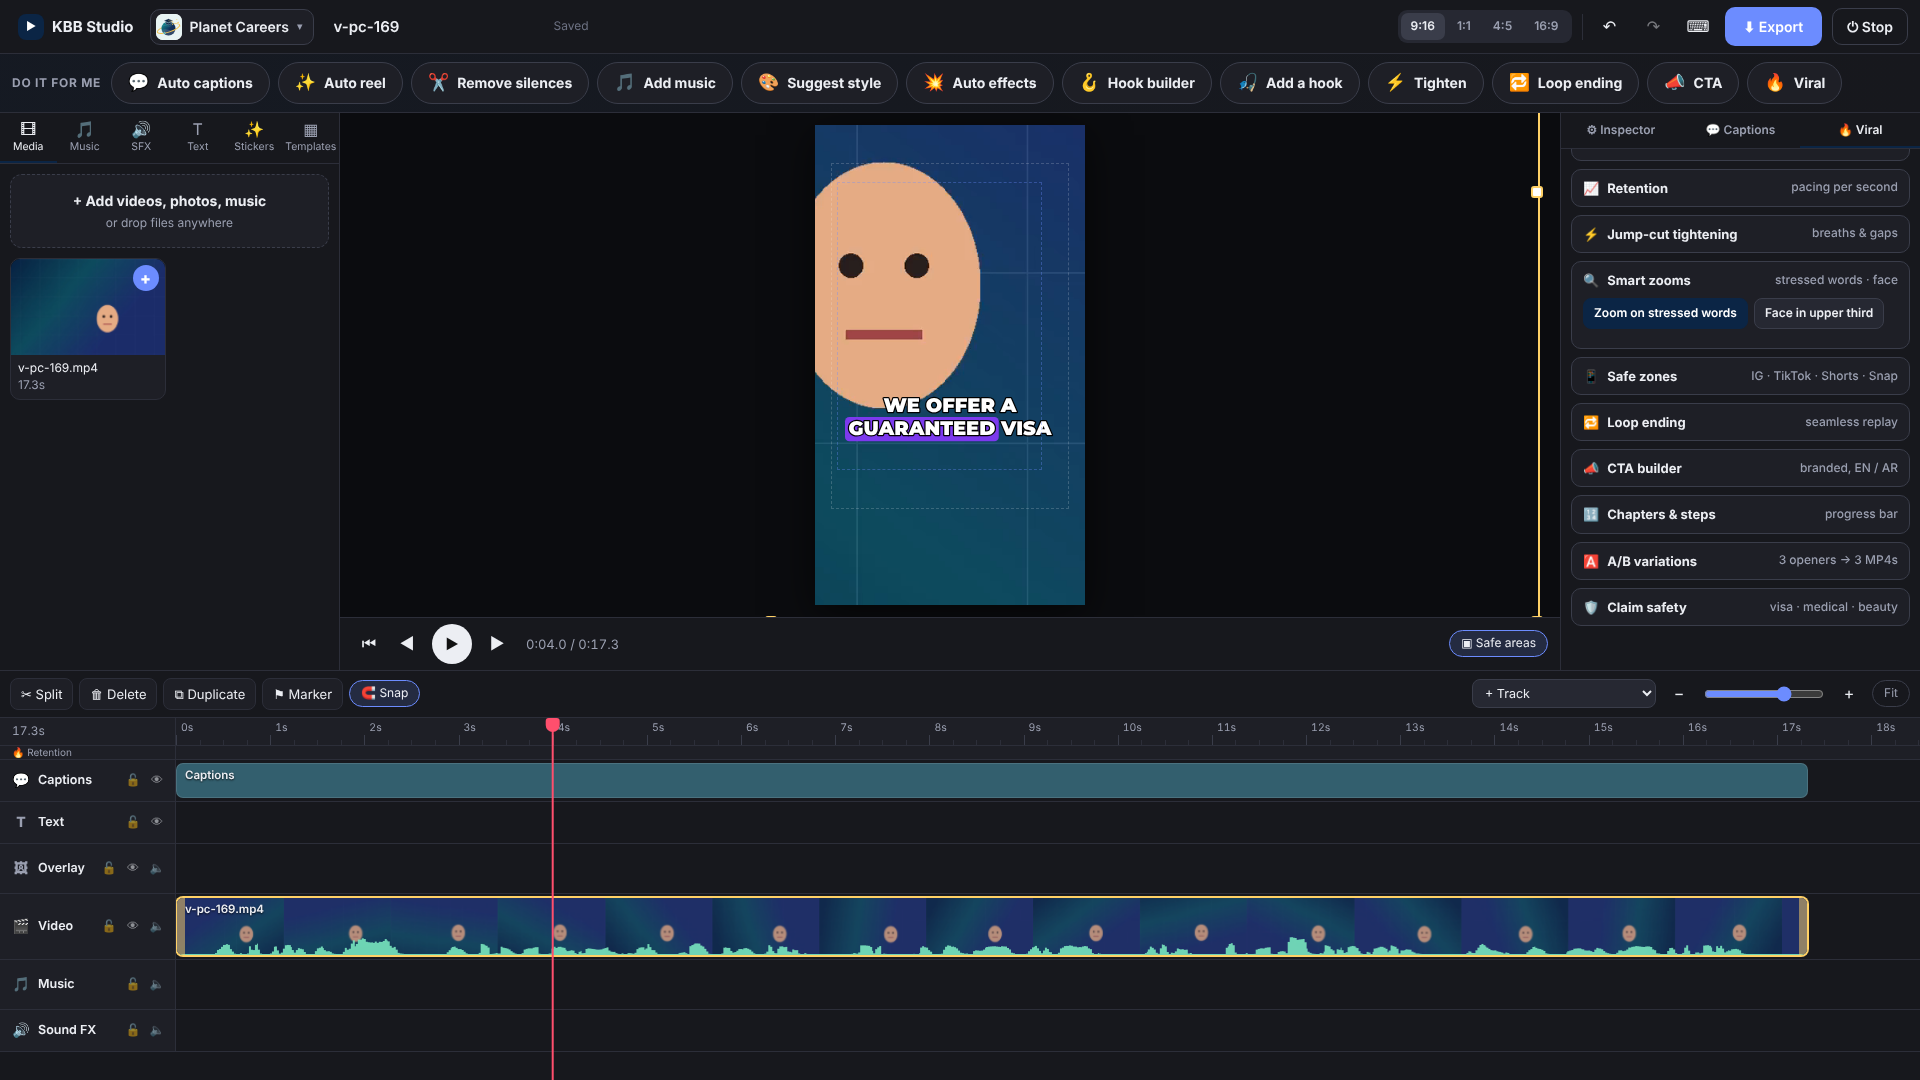 KBB Studio
Planet Careers
v-pc-169
Saved
9:16
1:1
4:5
16:9
Export
Stop
DO IT FOR ME
Auto captions
Auto reel
Remove silences
Add music
Suggest style
Auto effects
Hook builder
Add a hook
Tighten
Loop ending
CTA
Viral
Media
Music
SFX
Text
Stickers
Templates
+ Add videos, photos, music
or drop files anywhere
v-pc-169.mp4
17.3s
WE OFFER A
GUARANTEED VISA
0:04.0 / 0:17.3
Safe areas
Inspector
Captions
Viral
Retention
pacing per second
Jump-cut tightening
breaths & gaps
Smart zooms
stressed words · face
Zoom on stressed words
Face in upper third
Safe zones
IG · TikTok · Shorts · Snap
Loop ending
seamless replay
CTA builder
branded, EN / AR
Chapters & steps
progress bar
A/B variations
3 openers → 3 MP4s
Claim safety
visa · medical · beauty
Split
Delete
Duplicate
Marker
Snap
+ Track
Fit
17.3s
0s 1s 2s 3s 4s 5s 6s 7s 8s 9s 10s 11s 12s 13s 14s 15s 16s 17s 18s
Retention
Captions
Captions
Text
Overlay
Video
v-pc-169.mp4
Music
Sound FX